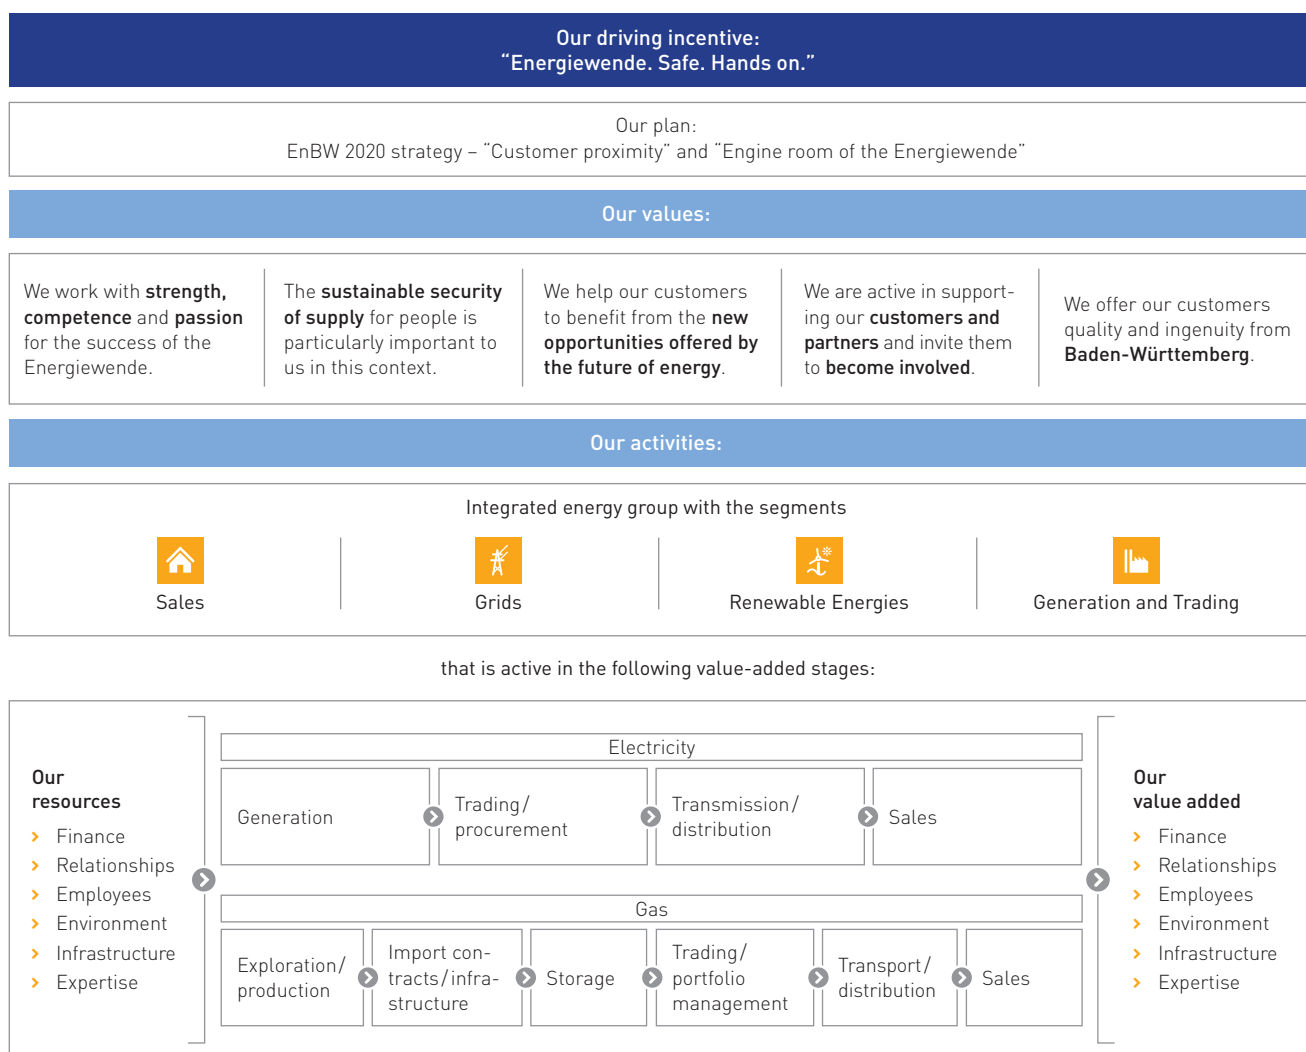 Our driving incentive:
“Energiewende. Safe. Hands on.”
Our plan:
EnBW 2020 strategy – “Customer proximity” and “Engine room of the Energiewende”
Our values:
We work with strength,
competence and passion
for the success of the
Energiewende.
The sustainable security
of supply for people is
particularly important to
us in this context.
We help our customers
to benefit from the new
opportunities offered by
the future of energy.
We are active in support-
ing our customers and
partners and invite them
to become involved.
We offer our customers
quality and ingenuity from
Baden-Württemberg.
Our activities:
Integrated energy group with the segments
Sales
Grids
Renewable Energies
Generation and Trading
that is active in the following value-added stages:
Our
resources
Finance
Relationships
Employees
Environment
Infrastructure
Expertise
Electricity
Generation
Trading/
procurement
Transmission/
distribution
Sales
Gas
Exploration/
production
Import con-
tracts/infra-
structure
Storage
Trading/
portfolio
management
Transport/
distribution
Sales
Our
value added
Finance
Relationships
Employees
Environment
Infrastructure
Expertise